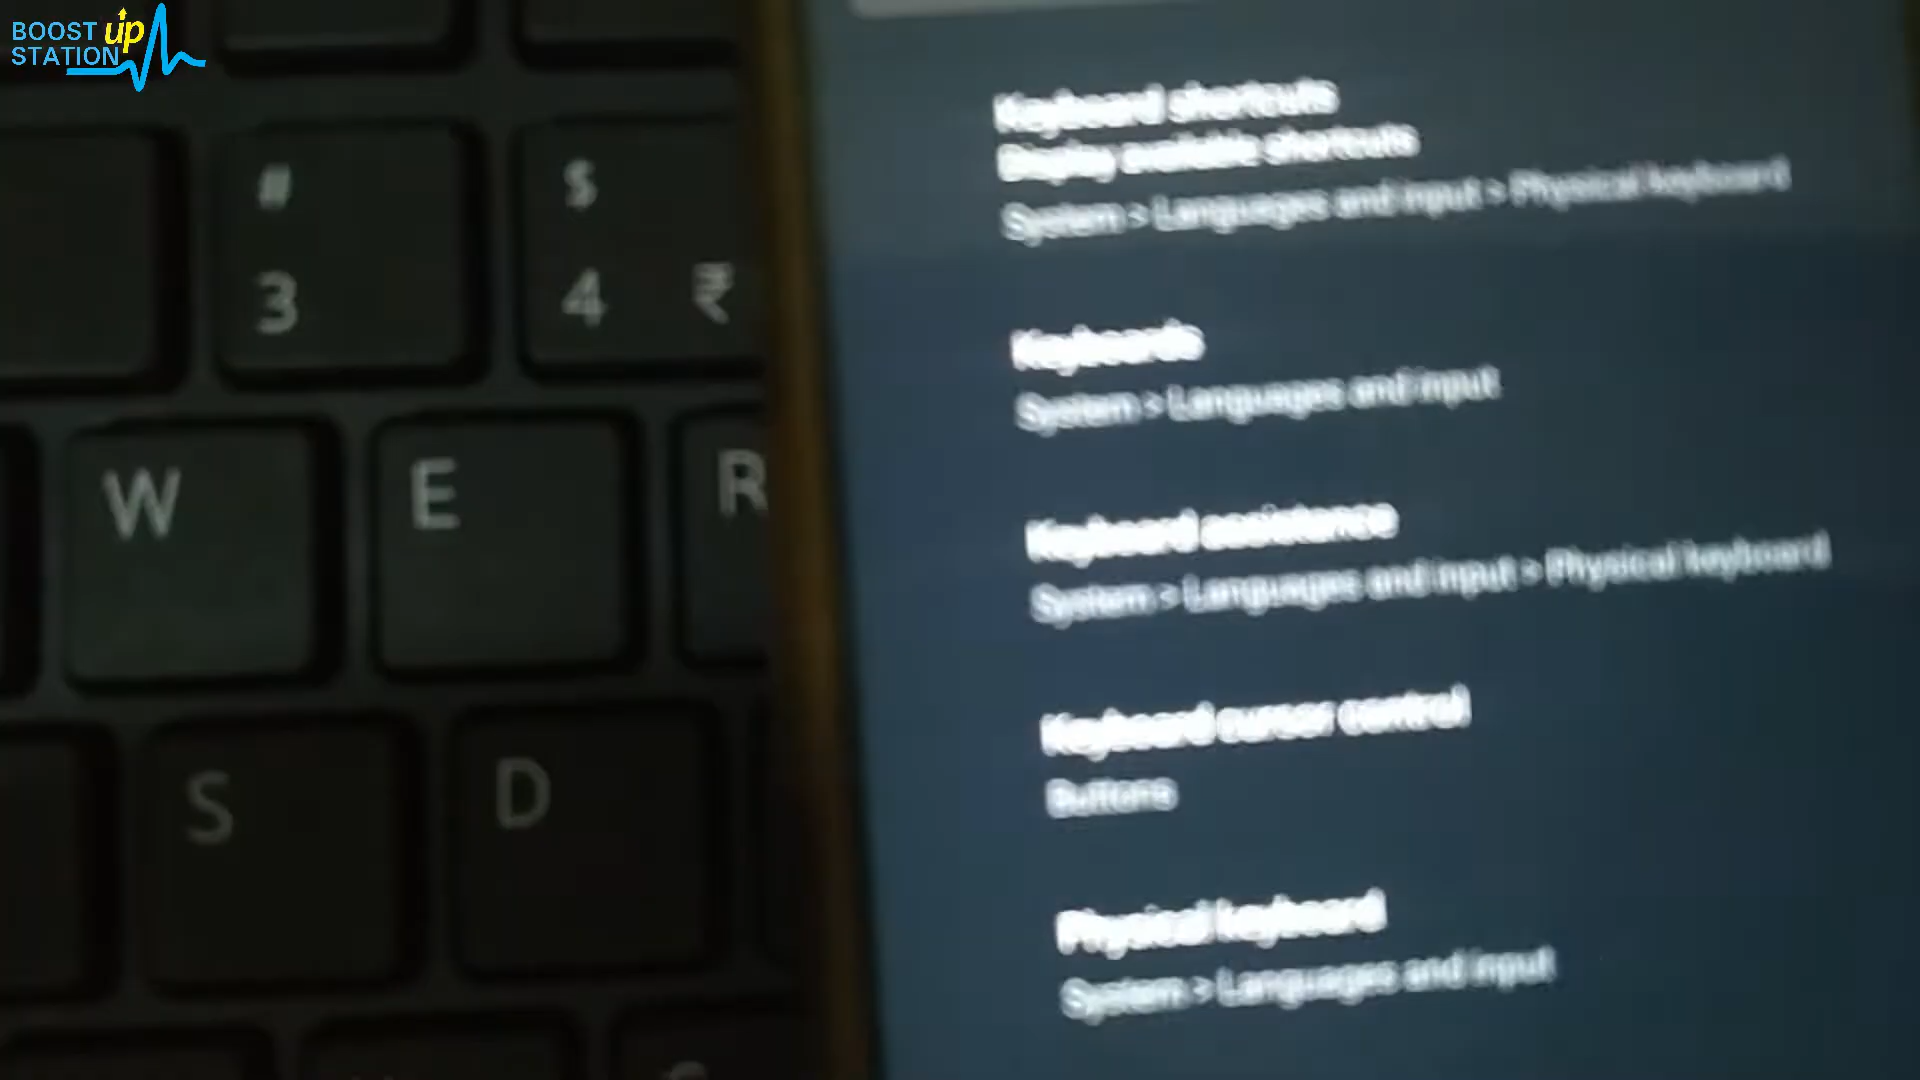 BOOST up
STATION
#
3
$
4 ₹
W
E
R
S
D
Keyboard shortcuts
Display available shortcuts
System > Languages and input > Physical keyboard
Keyboards
System > Languages and input
Keyboard assistance
System > Languages and input > Physical keyboard
Keyboard cursor control
Buttons
Physical keyboard
System > Languages and input